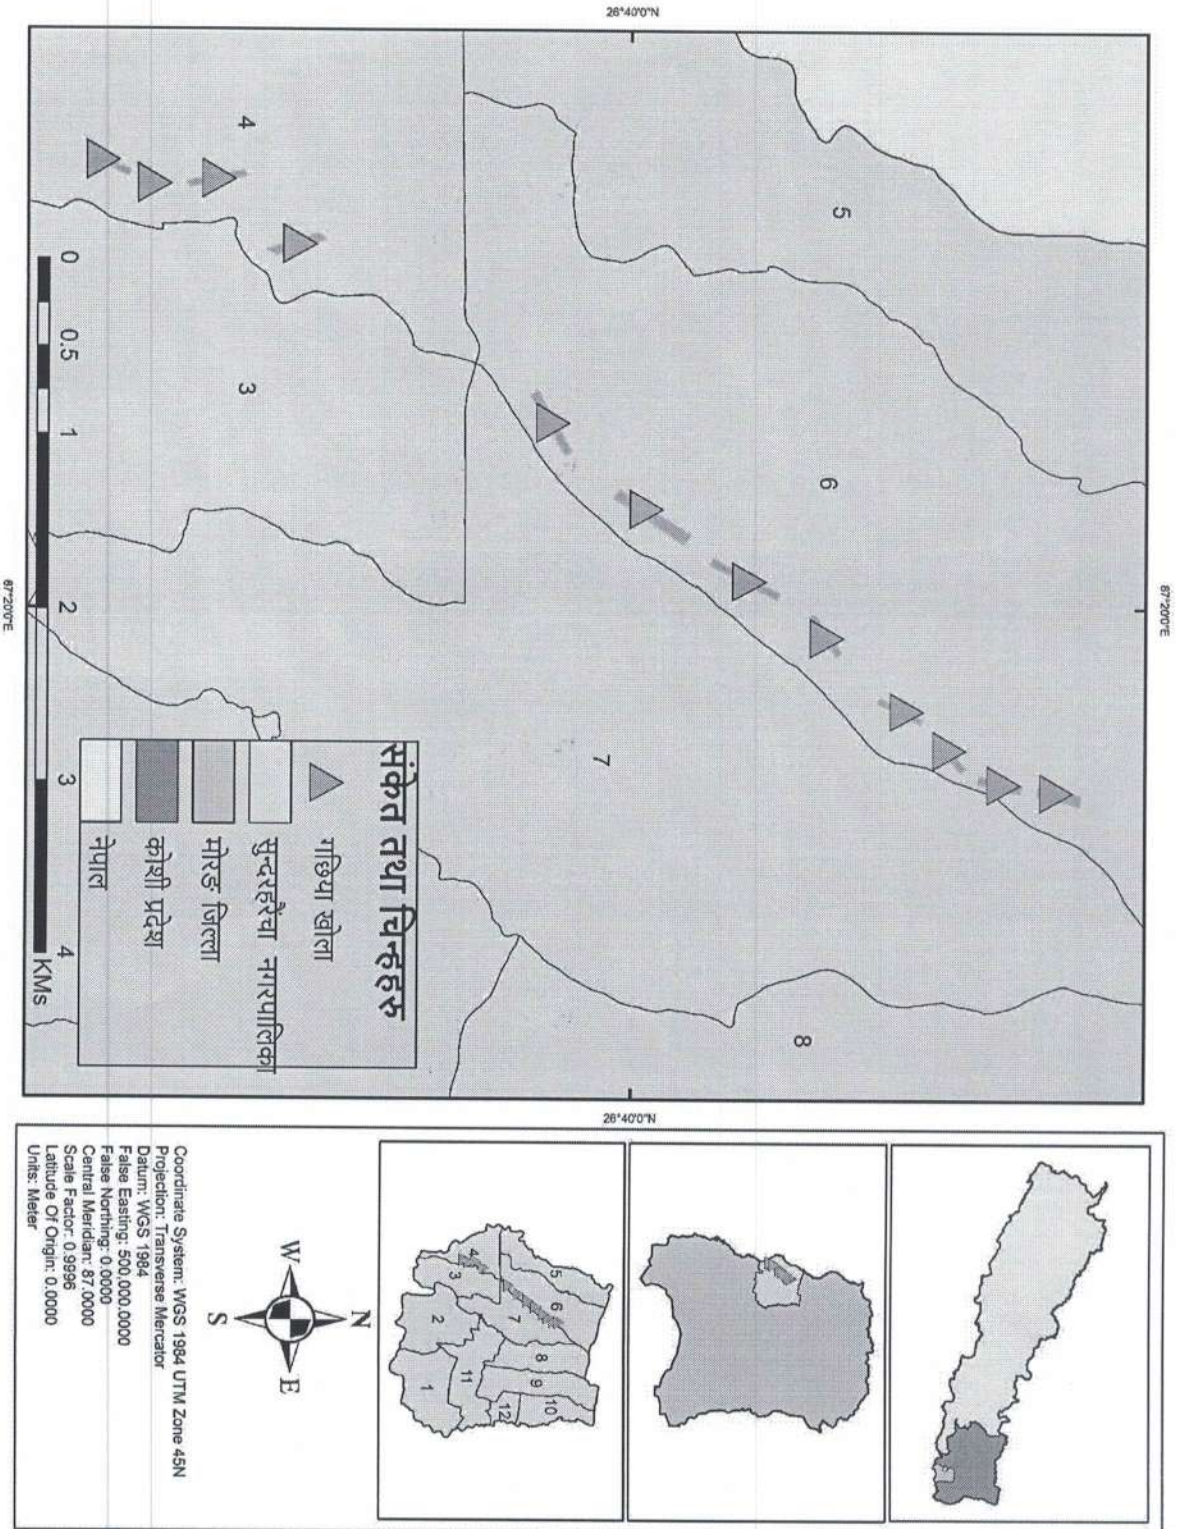 26°40'0"N
87°20'0"E
5
4
6
3
7
8
0 0.5 1 2 3 4
KMs
87°20'0"E
26°40'0"N
संकेत तथा चिन्हहरु
गछिया खोला
सुन्दरहरैंचा नगरपालिका
मोरङ जिल्ला
कोशी प्रदेश
नेपाल
5
6
4
3
7
8
9
10
2
11
12
1
N
W E
S
Coordinate System: WGS 1984 UTM Zone 45N
Projection: Transverse Mercator
Datum: WGS 1984
False Easting: 500,000.0000
False Northing: 0.0000
Central Meridian: 87.0000
Scale Factor: 0.9996
Latitude Of Origin: 0.0000
Units: Meter